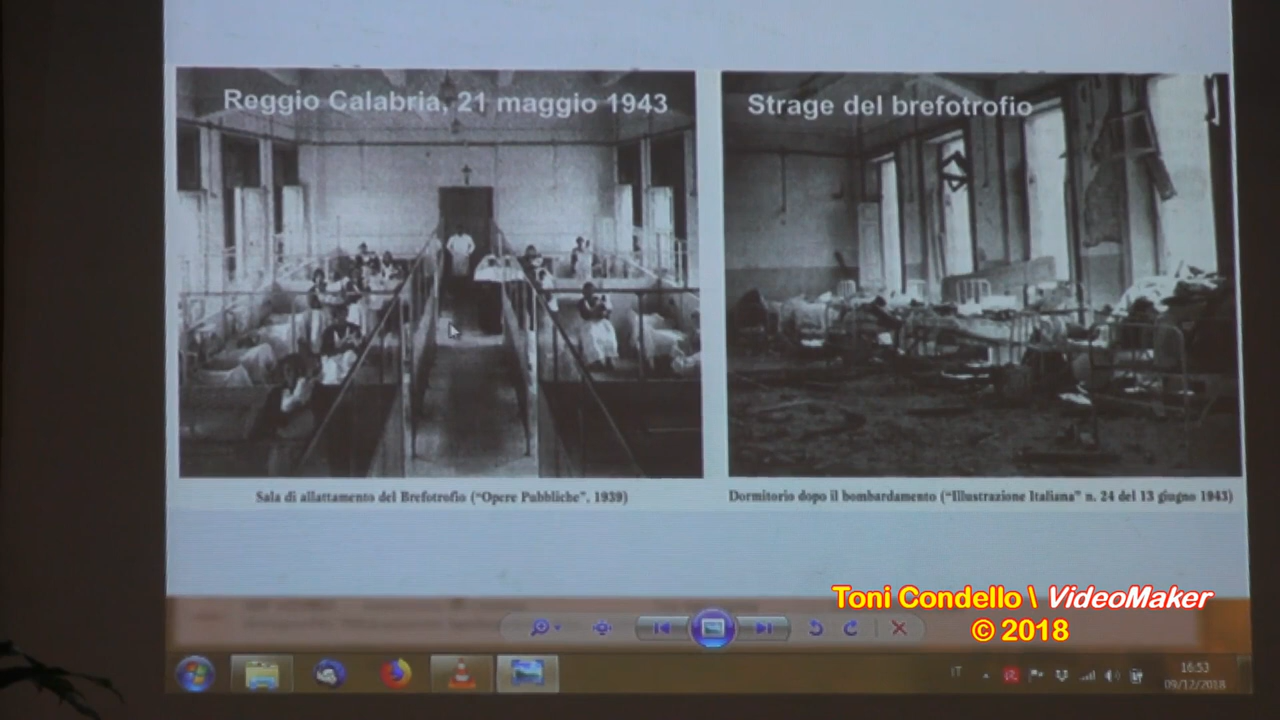 Reggio Calabria, 21 maggio 1943
Strage del brefotrofio
Sala di allattamento del Brefotrofio ("Opere Pubbliche", 1939)
Dormitorio dopo il bombardamento ("Illustrazione Italiana" n. 24 del 13 giugno 1943)
Toni Condello \ VideoMaker
© 2018
IT
16:53
09/12/2018